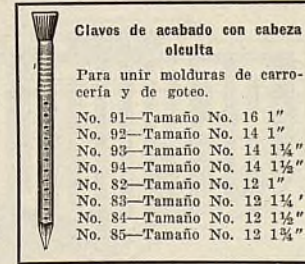 Clavos de acabado con cabeza
olculta
Para unir molduras de carro-
cería y de goteo.
No. 91—Tamaño No. 16 1"
No. 92—Tamaño No. 14 1"
No. 93—Tamaño No. 14 1¼"
No. 94—Tamaño No. 14 1½"
No. 82—Tamaño No. 12 1"
No. 83—Tamaño No. 12 1¼"
No. 84—Tamaño No. 12 1½"
No. 85—Tamaño No. 12 1¾"